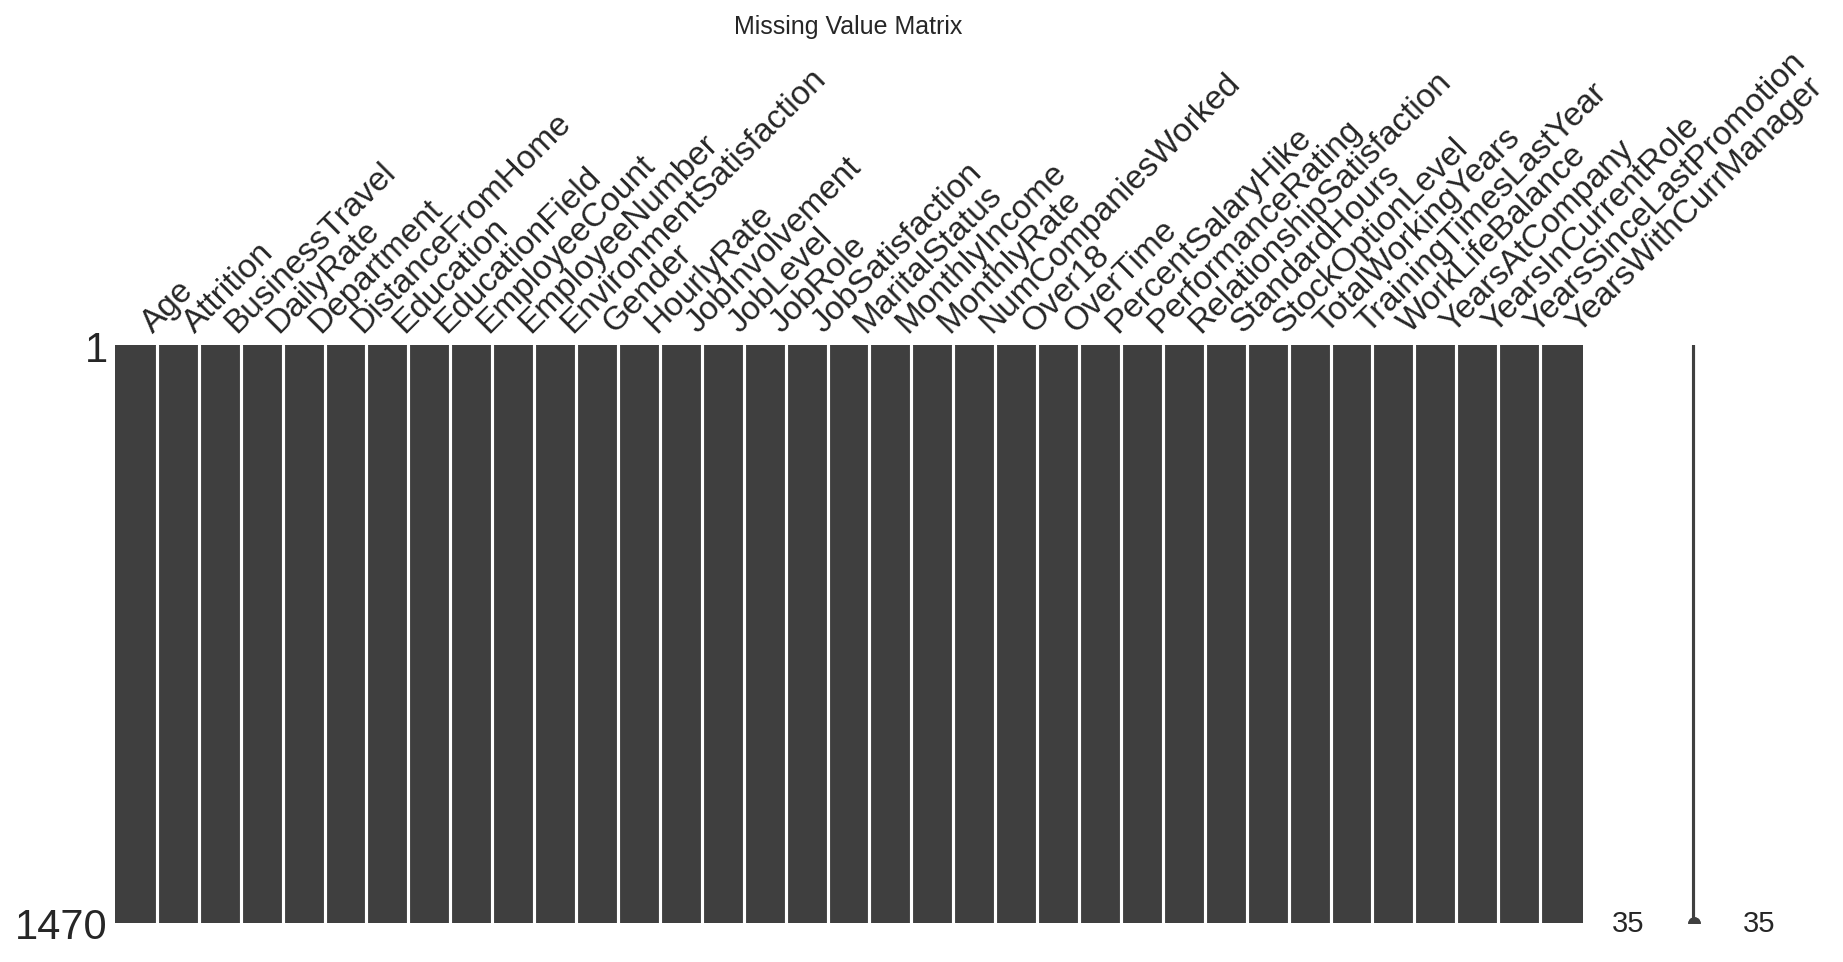 Missing Value Matrix
Age
Attrition
BusinessTravel
DailyRate
Department
DistanceFromHome
Education
EducationField
EmployeeCount
EmployeeNumber
EnvironmentSatisfaction
Gender
HourlyRate
JobInvolvement
JobLevel
JobRole
JobSatisfaction
MaritalStatus
MonthlyIncome
MonthlyRate
NumCompaniesWorked
Over18
OverTime
PercentSalaryHike
PerformanceRating
RelationshipSatisfaction
StandardHours
StockOptionLevel
TotalWorkingYears
TrainingTimesLastYear
WorkLifeBalance
YearsAtCompany
YearsInCurrentRole
YearsSinceLastPromotion
YearsWithCurrManager
1
1470
35
35